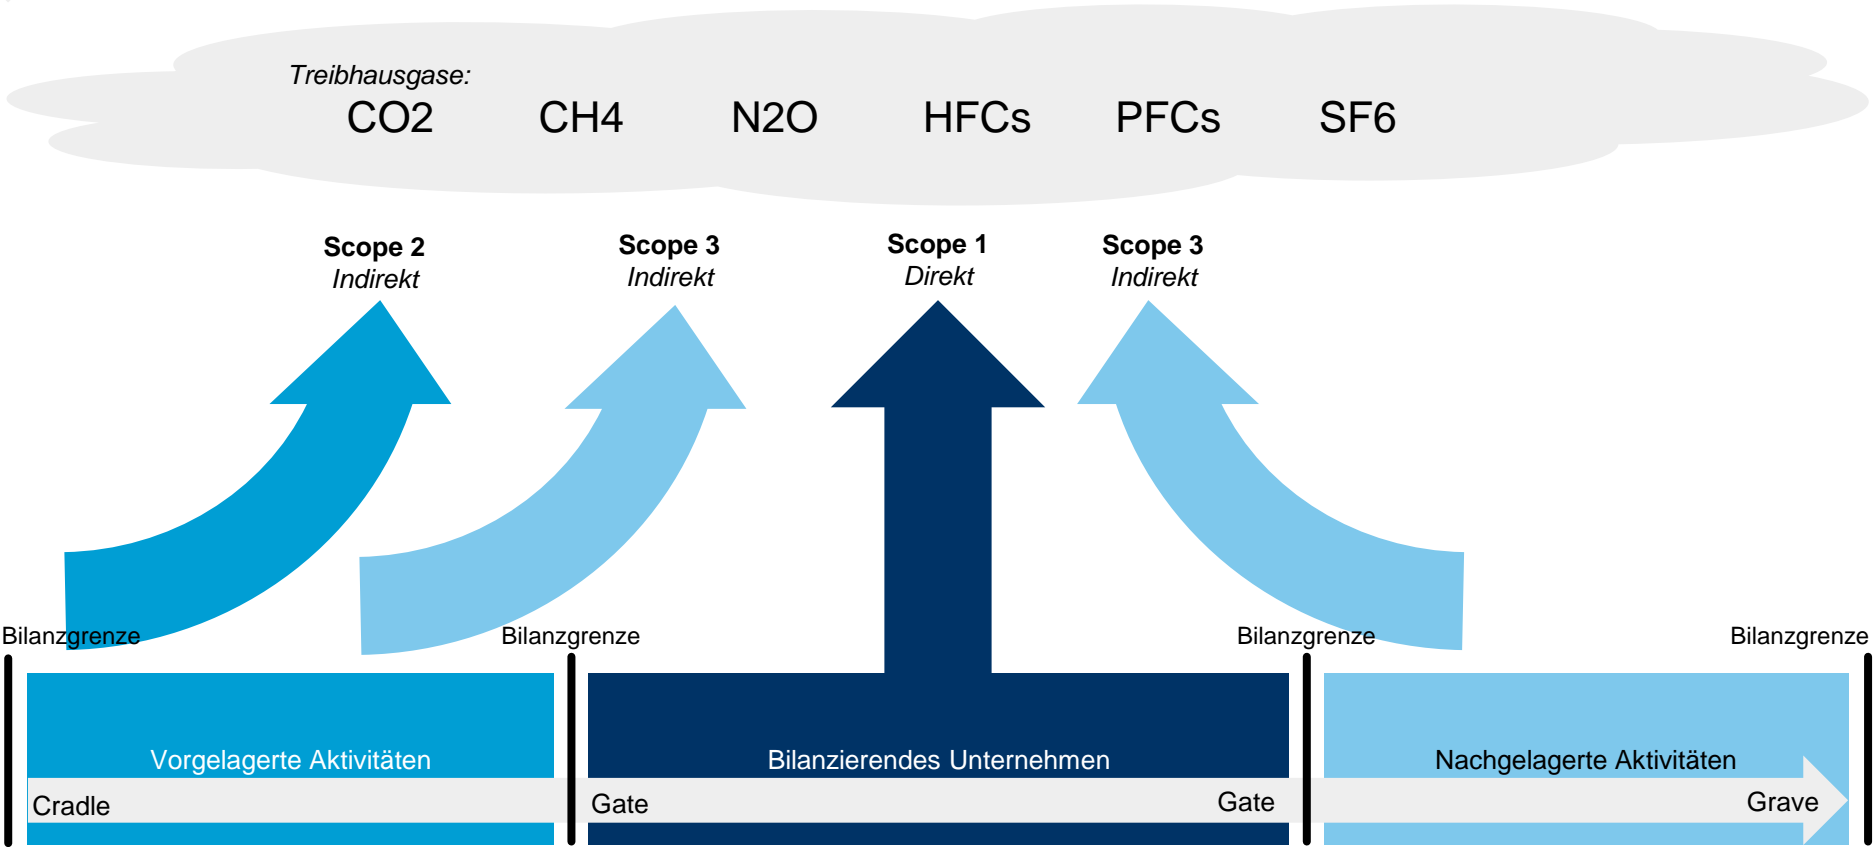 Treibhausgase:
CO2 CH4 N2O HFCs PFCs SF6
Scope 2
Indirekt
Scope 3
Indirekt
Scope 1
Direkt
Scope 3
Indirekt
Bilanzgrenze
Bilanzgrenze
Bilanzgrenze
Bilanzgrenze
Vorgelagerte Aktivitäten
Bilanzierendes Unternehmen
Nachgelagerte Aktivitäten
Cradle
Gate
Gate
Grave